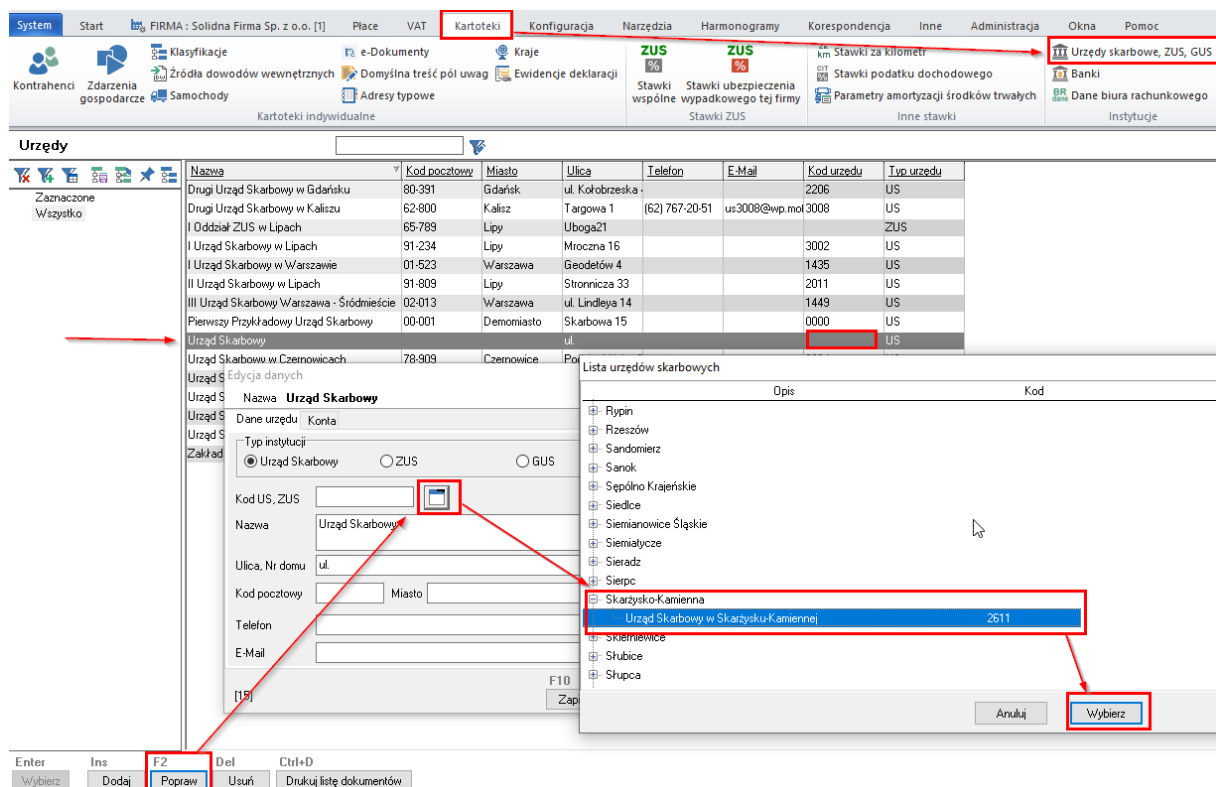 System Start FIRMA : Solidna Firma Sp. z o.o. [1] Płace VAT Kartoteki Konfiguracja Narzędzia Harmonogramy Korespondencja Inne Administracja Okna Pomoc
Kontrahenci
Zdarzenia
gospodarcze
Klasyfikacje
Źródła dowodów wewnętrznych
Samochody
e-Dokumenty
Domyślna treść pól uwag
Adresy typowe
Kraje
Ewidencje deklaracji
Kartoteki indywidualne
ZUS
%
Stawki
wspólne
ZUS
%
Stawki ubezpieczenia
wypadkowego tej firmy
Stawki ZUS
km Stawki za kilometr
CIT Stawki podatku dochodowego
Parametry amortyzacji środków trwałych
Inne stawki
Urzędy skarbowe, ZUS, GUS
Banki
BR dane Dane biura rachunkowego
Instytucje
Urzędy
Zaznaczone
Wszystko
Nazwa Kod pocztowy Miasto Ulica Telefon E-Mail Kod urzędu Typ urzędu
Drugi Urząd Skarbowy w Gdańsku 80-391 Gdańsk ul. Kołobrzeska 2206 US
Drugi Urząd Skarbowy w Kaliszu 62-800 Kalisz Targowa 1 (62) 767-20-51 us3008@wp.mof 3008 US
I Oddział ZUS w Lipach 65-789 Lipy Uboga21 ZUS
I Urząd Skarbowy w Lipach 91-234 Lipy Mroczna 16 3002 US
I Urząd Skarbowy w Warszawie 01-523 Warszawa Geodetów 4 1435 US
II Urząd Skarbowy w Lipach 91-809 Lipy Stronnicza 33 2011 US
III Urząd Skarbowy Warszawa - Śródmieście 02-013 Warszawa ul. Lindleya 14 1449 US
Pierwszy Przykładowy Urząd Skarbowy 00-001 Demomiasto Skarbowa 15 0000 US
Urząd Skarbowy ul. US
Urząd Skarbowy w Czernowicach 78-909 Czernowice
Urząd S
Urząd S
Urząd S
Urząd S
Zakład
Edycja danych
Nazwa Urząd Skarbowy
Dane urzędu Konta
Typ instytucji
Urząd Skarbowy ZUS GUS
Kod US, ZUS
Nazwa Urząd Skarbowy
Ulica, Nr domu ul.
Kod pocztowy Miasto
Telefon
E-Mail
[15]
F10
Zapi
Lista urzędów skarbowych
Opis Kod
Rypin
Rzeszów
Sandomierz
Sanok
Sępólno Krajeńskie
Siedlce
Siemianowice Śląskie
Siemiatycze
Sieradz
Sierpc
Skarżysko-Kamienna
Urząd Skarbowy w Skarżysku-Kamiennej 2611
Skierniewice
Słubice
Słupca
Anuluj Wybierz
Enter Ins F2 Del Ctrl+D
Wybierz Dodaj Popraw Usuń Drukuj listę dokumentów